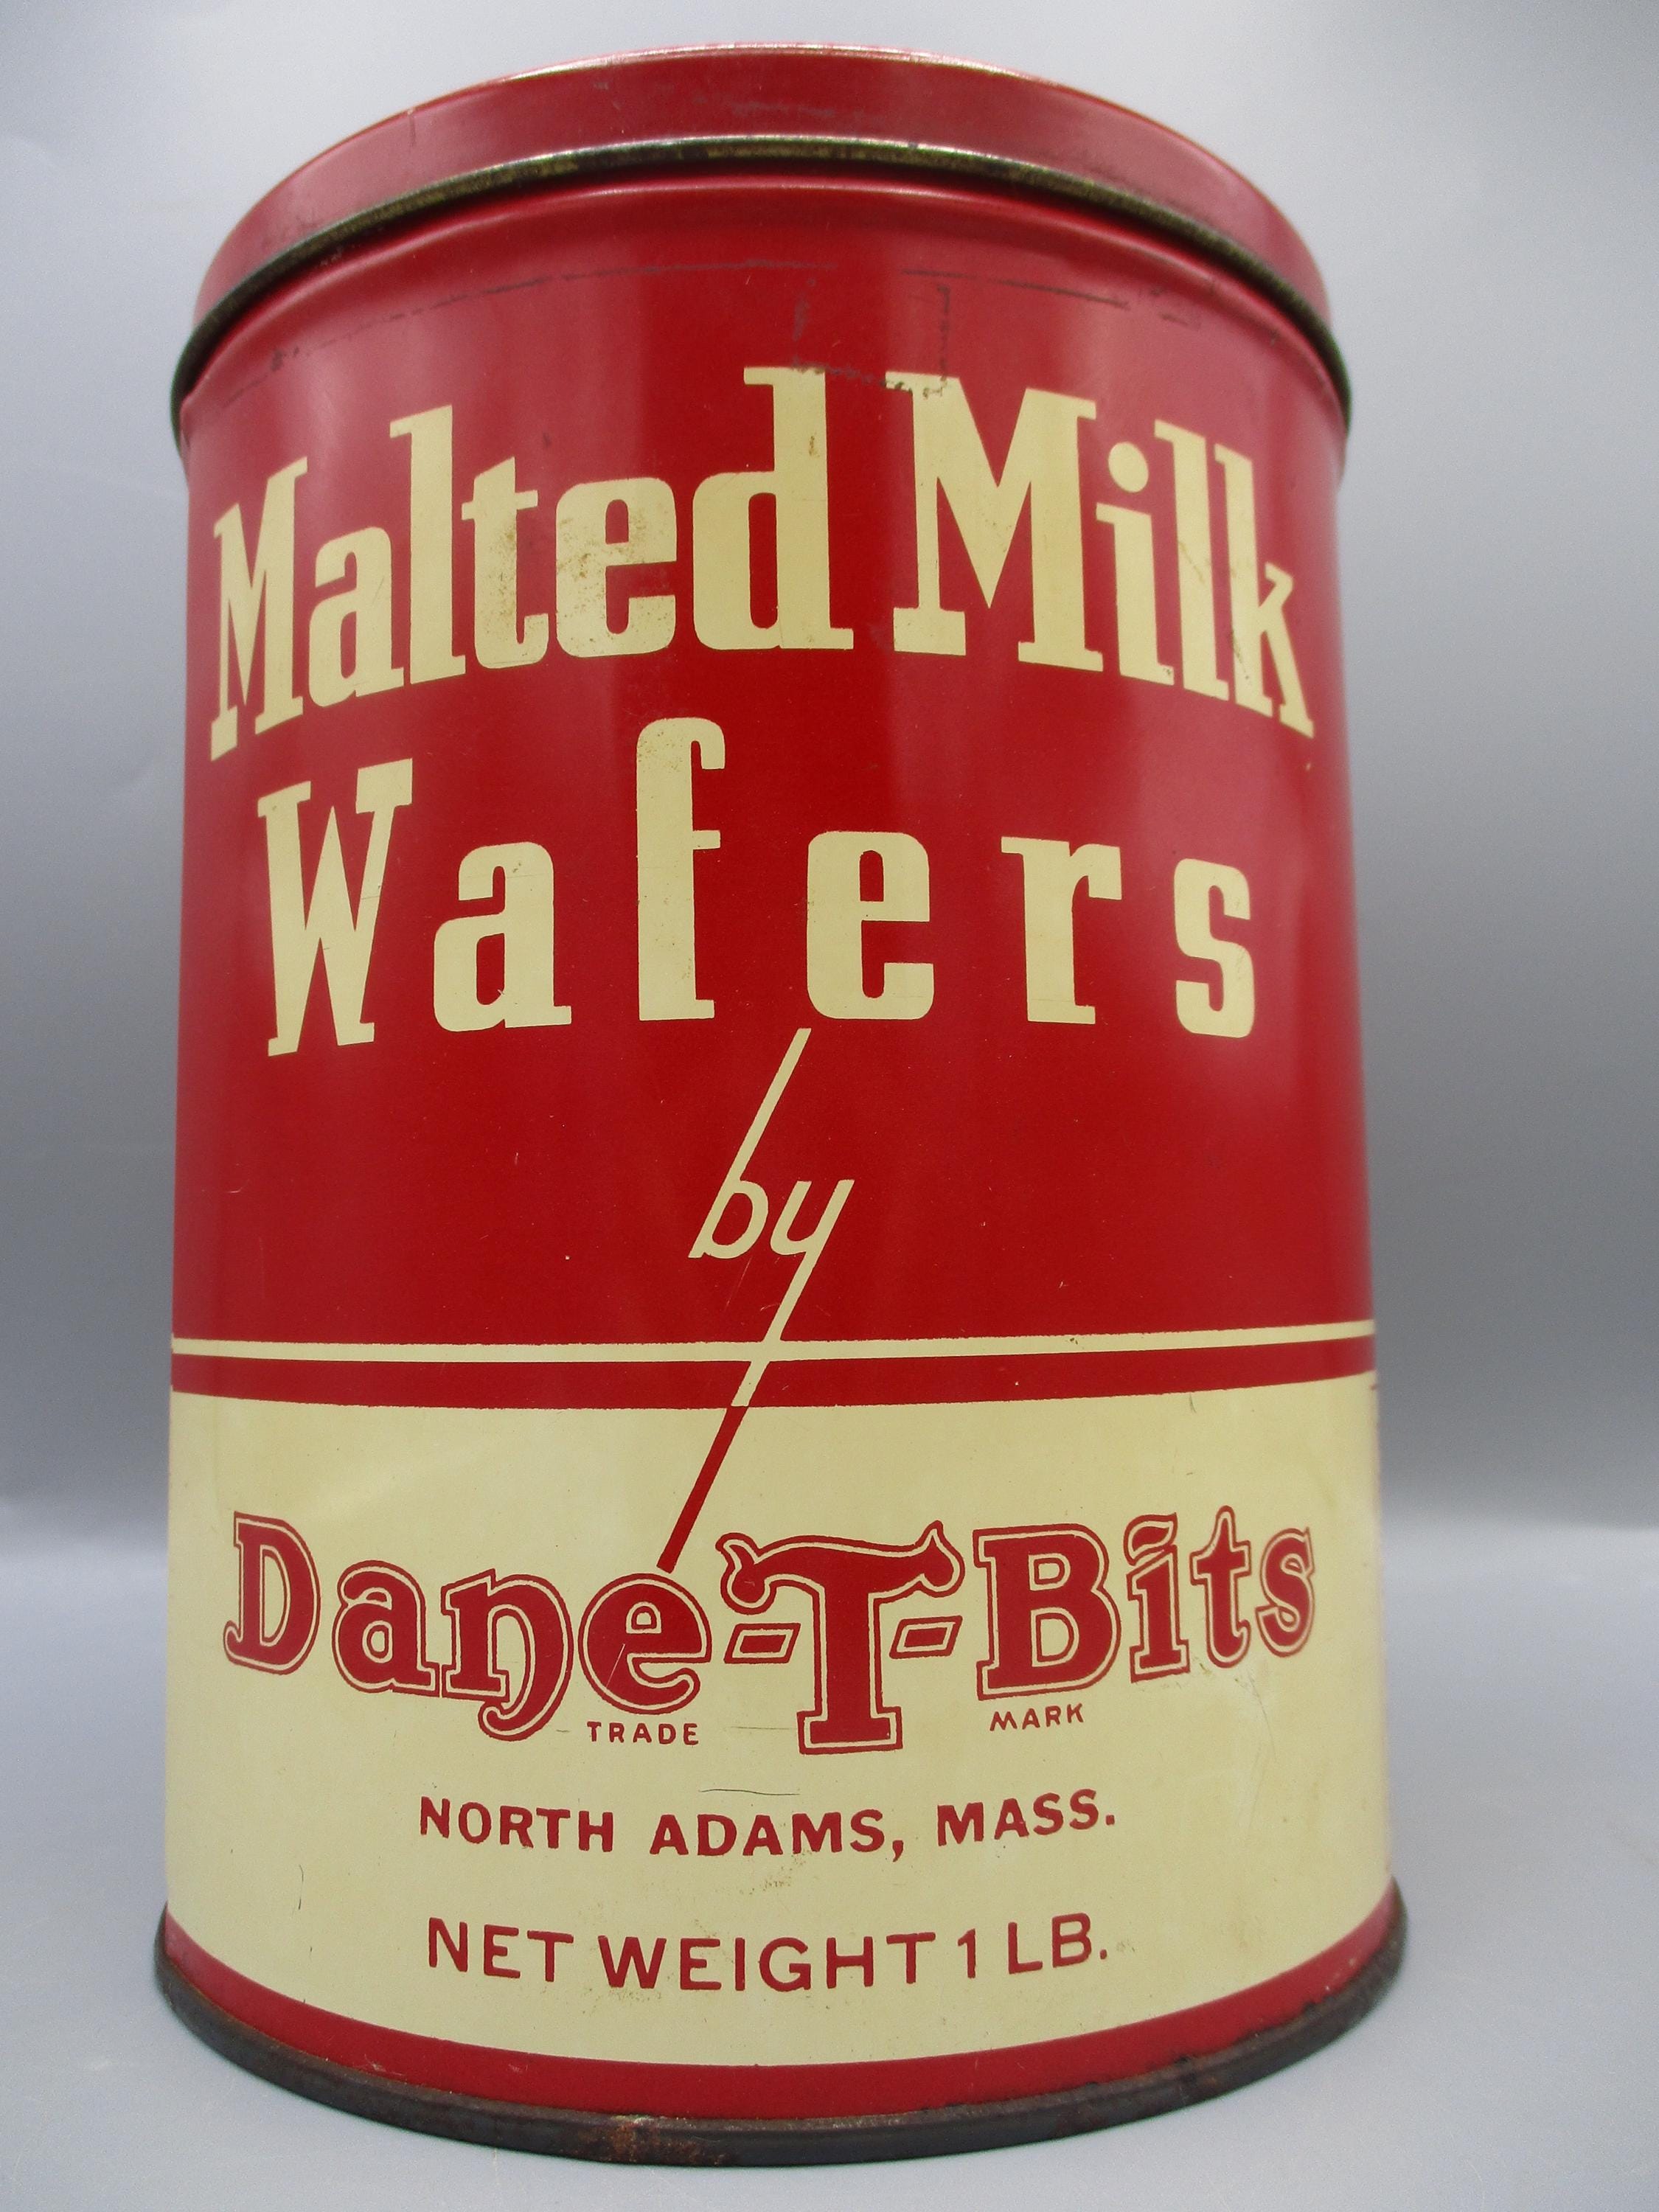 Malted Milk
Wafers
by
Dane-T-Bits
TRADE MARK
NORTH ADAMS, MASS.
NET WEIGHT 1 LB.